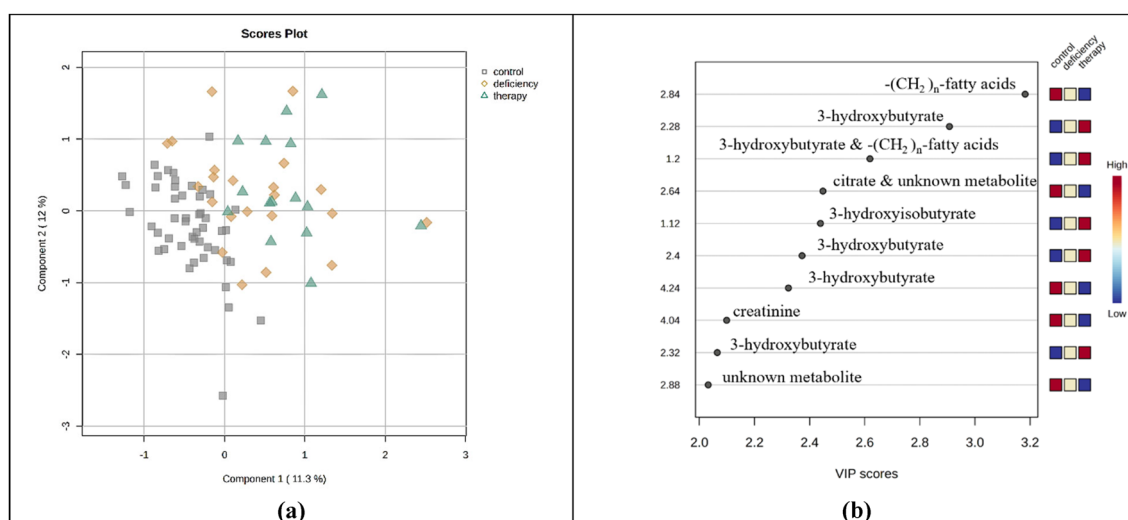 Scores Plot
control
deficiency
therapy
2
1
0
-1
-2
-3
Component 2 ( 12 %)
-1
0
1
2
3
Component 1 ( 11.3 %)
(a)
control
deficiency
therapy
2.84
-(CH2 )n-fatty acids
2.28
3-hydroxybutyrate
1.2
3-hydroxybutyrate & -(CH2)n-fatty acids
2.64
citrate & unknown metabolite
1.12
3-hydroxyisobutyrate
2.4
3-hydroxybutyrate
4.24
3-hydroxybutyrate
4.04
creatinine
2.32
3-hydroxybutyrate
2.88
unknown metabolite
High
Low
2.0
2.2
2.4
2.6
2.8
3.0
3.2
VIP scores
(b)